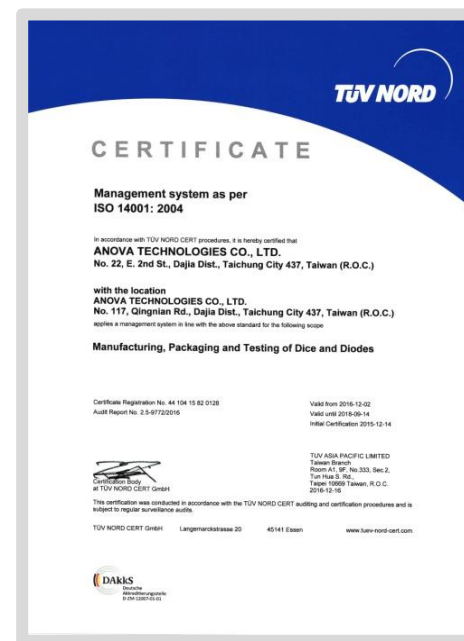 TÜV NORD
CERTIFICATE
Management system as per
ISO 14001: 2004
In accordance with TÜV NORD CERT procedures, it is hereby certified that
ANOVA TECHNOLOGIES CO., LTD.
No. 22, E. 2nd St., Dajia Dist., Taichung City 437, Taiwan (R.O.C.)
with the location
ANOVA TECHNOLOGIES CO., LTD.
No. 117, Qingnian Rd., Dajia Dist., Taichung City 437, Taiwan (R.O.C.)
applies a management system in line with the above standard for the following scope
Manufacturing, Packaging and Testing of Dice and Diodes
Certificate Registration No. 44 104 15 82 0128
Audit Report No. 2.5-9772/2016
Valid from 2016-12-02
Valid until 2018-09-14
Initial Certification 2015-12-14
Certification Body
at TÜV NORD CERT GmbH
TUV ASIA PACIFIC LIMITED
Taiwan Branch
Room A1, 9F, No.333, Sec.2,
Tun Hua S. Rd.,
Taipei 10669 Taiwan, R.O.C.
2016-12-16
This certification was conducted in accordance with the TÜV NORD CERT auditing and certification procedures and is
subject to regular surveillance audits.
TÜV NORD CERT GmbH Langemarckstrasse 20 45141 Essen www.tuev-nord-cert.com
DAkkS
Deutsche
Akkreditierungsstelle
D-ZM-12007-01-01